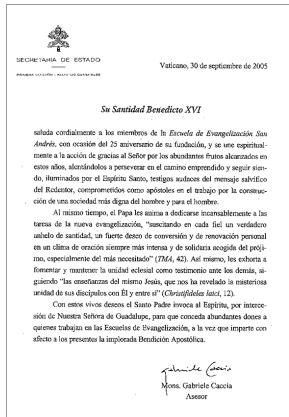 SECRETARIA DE ESTADO
PRIMERA SECCIÓN - ASUNTOS GENERALES
Vaticano, 30 de septiembre de 2005
Su Santidad Benedicto XVI
saluda cordialmente a los miembros de la Escuela de Evangelización San
Andrés, con ocasión del 25 aniversario de su fundación, y se une espiritual-
mente a la acción de gracias al Señor por los abundantes frutos alcanzados en
estos años, alentándolos a perseverar en el camino emprendido y seguir sien-
do, iluminados por el Espíritu Santo, testigos audaces del mensaje salvífico
del Redentor, comprometidos como apóstoles en el trabajo por la construc-
ción de una sociedad más digna del hombre y para el hombre.
Al mismo tiempo, el Papa les anima a dedicarse incansablemente a las
tareas de la nueva evangelización, “suscitando en cada fiel un verdadero
anhelo de santidad, un fuerte deseo de conversión y de renovación personal
en un clima de oración siempre más intensa y de solidaria acogida del próji-
mo, especialmente del más necesitado” (TMA, 42). Así mismo, les exhorta a
fomentar y mantener la unidad eclesial como testimonio ante los demás, si-
guiendo “las enseñanzas del mismo Jesús, que nos ha revelado la misteriosa
unidad de sus discípulos con Él y entre sí” (Christifideles laici, 12).
Con estos vivos deseos el Santo Padre invoca al Espíritu, por interce-
sión de Nuestra Señora de Guadalupe, para que conceda abundantes dones a
quienes trabajan en las Escuelas de Evangelización, a la vez que imparte con
afecto a los presentes la implorada Bendición Apostólica.
Gabriele Caccia
Mons. Gabriele Caccia
Asesor